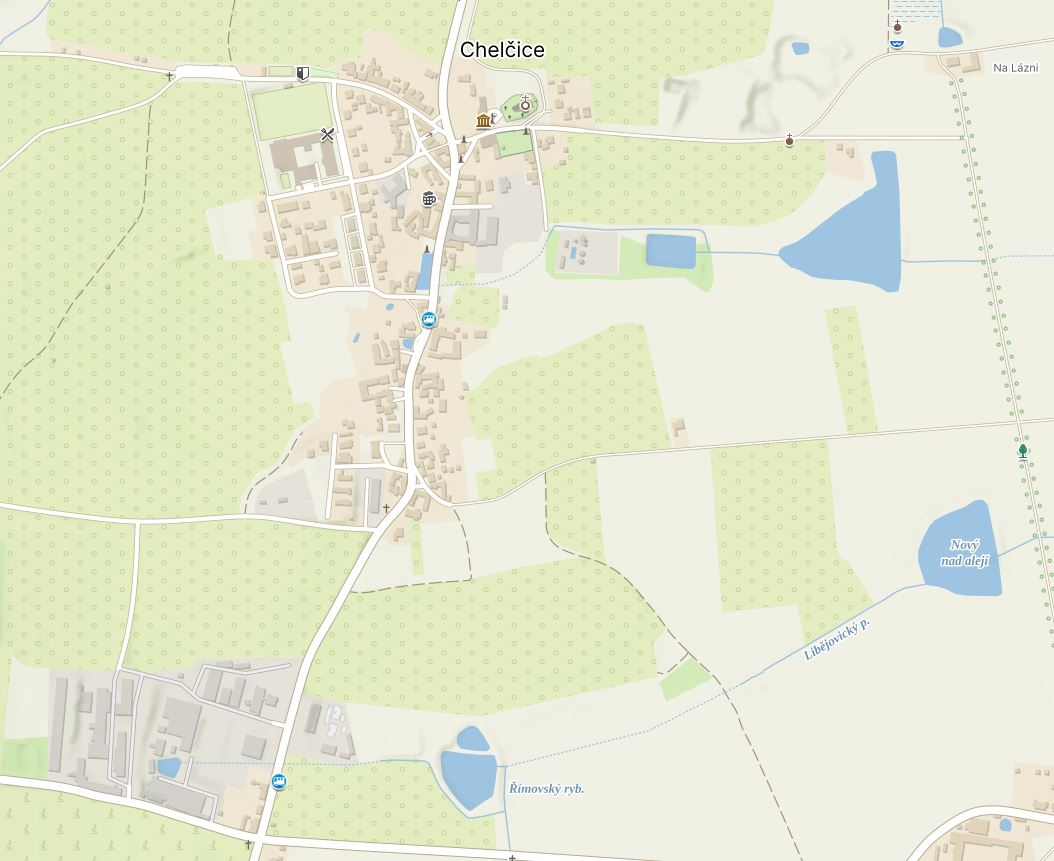 Chelčice
Na Lázni
Nový
nad alejí
Libějovický p.
Římovský ryb.